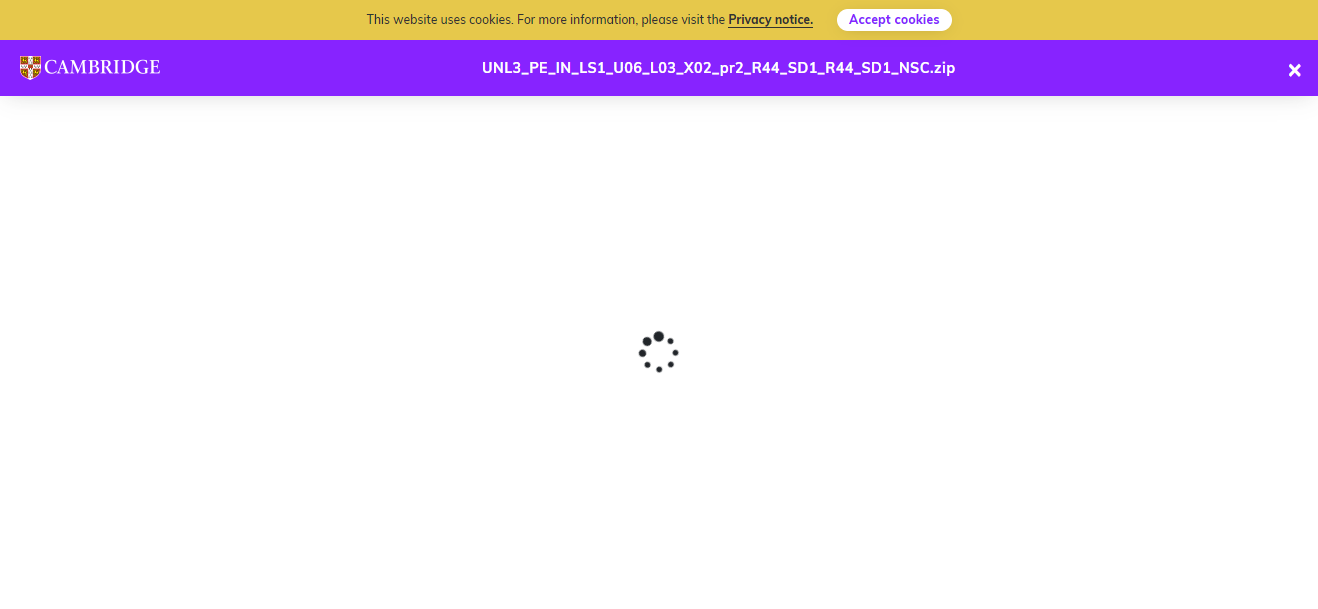 This website uses cookies. For more information, please visit the Privacy notice. Accept cookies
CAMBRIDGE UNL3_PE_IN_LS1_U06_L03_X02_pr2_R44_SD1_R44_SD1_NSC.zip